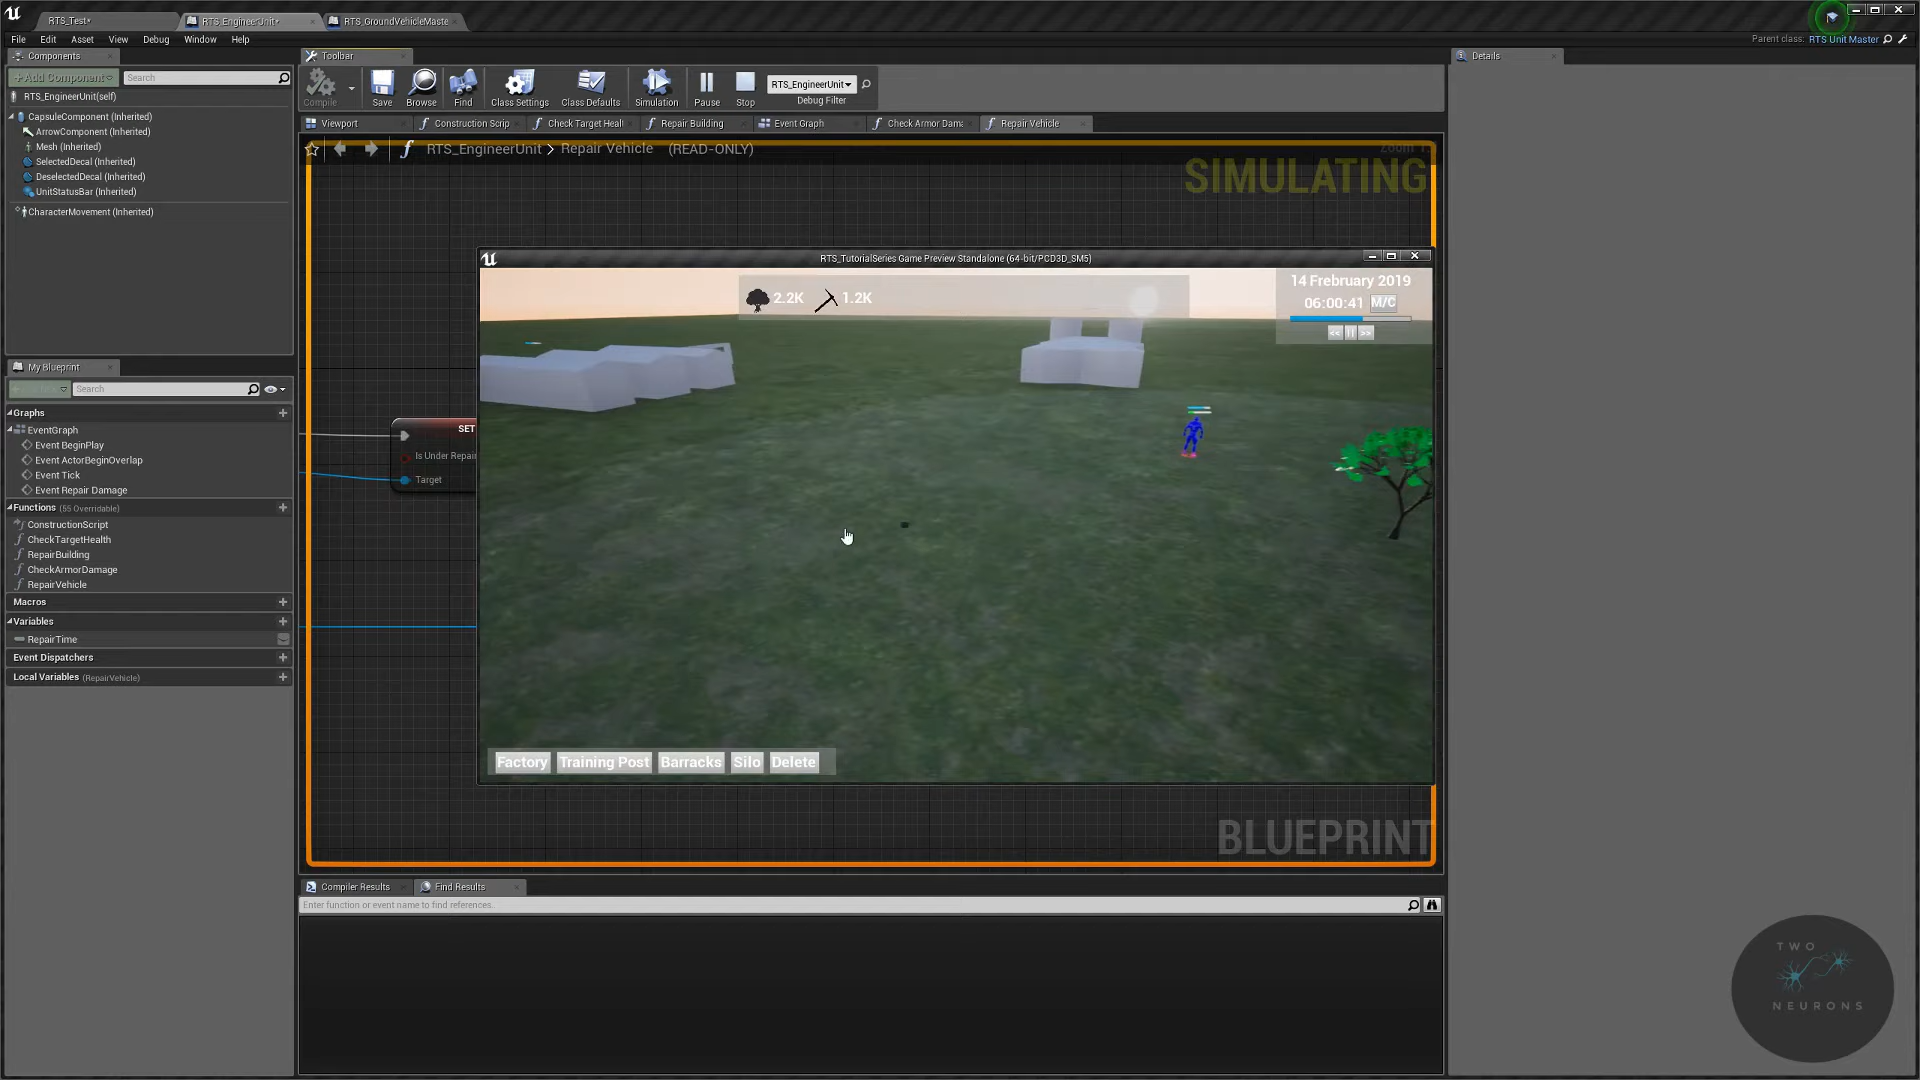 RTS_Test*
RTS_EngineerUnit*
RTS_GroundVehicleMaste
File Edit Asset View Debug Window Help
Parent class: RTS Unit Master
Components
+Add Component
Search
RTS_EngineerUnit(self)
CapsuleComponent (Inherited)
ArrowComponent (Inherited)
Mesh (Inherited)
SelectedDecal (Inherited)
DeselectedDecal (Inherited)
UnitStatusBar (Inherited)
CharacterMovement (Inherited)
My Blueprint
Search
Graphs
EventGraph
Event BeginPlay
Event ActorBeginOverlap
Event Tick
Event Repair Damage
Functions (55 Overridable)
ConstructionScript
CheckTargetHealth
RepairBuilding
CheckArmorDamage
RepairVehicle
Macros
Variables
RepairTime
Event Dispatchers
Local Variables (RepairVehicle)
Toolbar
Compile
Save
Browse
Find
Class Settings
Class Defaults
Simulation
Pause
Stop
RTS_EngineerUnit
Debug Filter
Viewport
Construction Scrip
Check Target Healt
Repair Building
Event Graph
Check Armor Dama
Repair Vehicle
RTS_EngineerUnit > Repair Vehicle (READ-ONLY)
SIMULATING
SET
Is Under Repair
Target
RTS_TutorialSeries Game Preview Standalone (64-bit/PCD3D_SM5)
2.2K
1.2K
14 Frebruary 2019
06:00:41 M/C
<< || >>
Factory
Training Post
Barracks
Silo
Delete
BLUEPRINT
Compiler Results
Find Results
Enter function or event name to find references...
Details
TWO
NEURONS